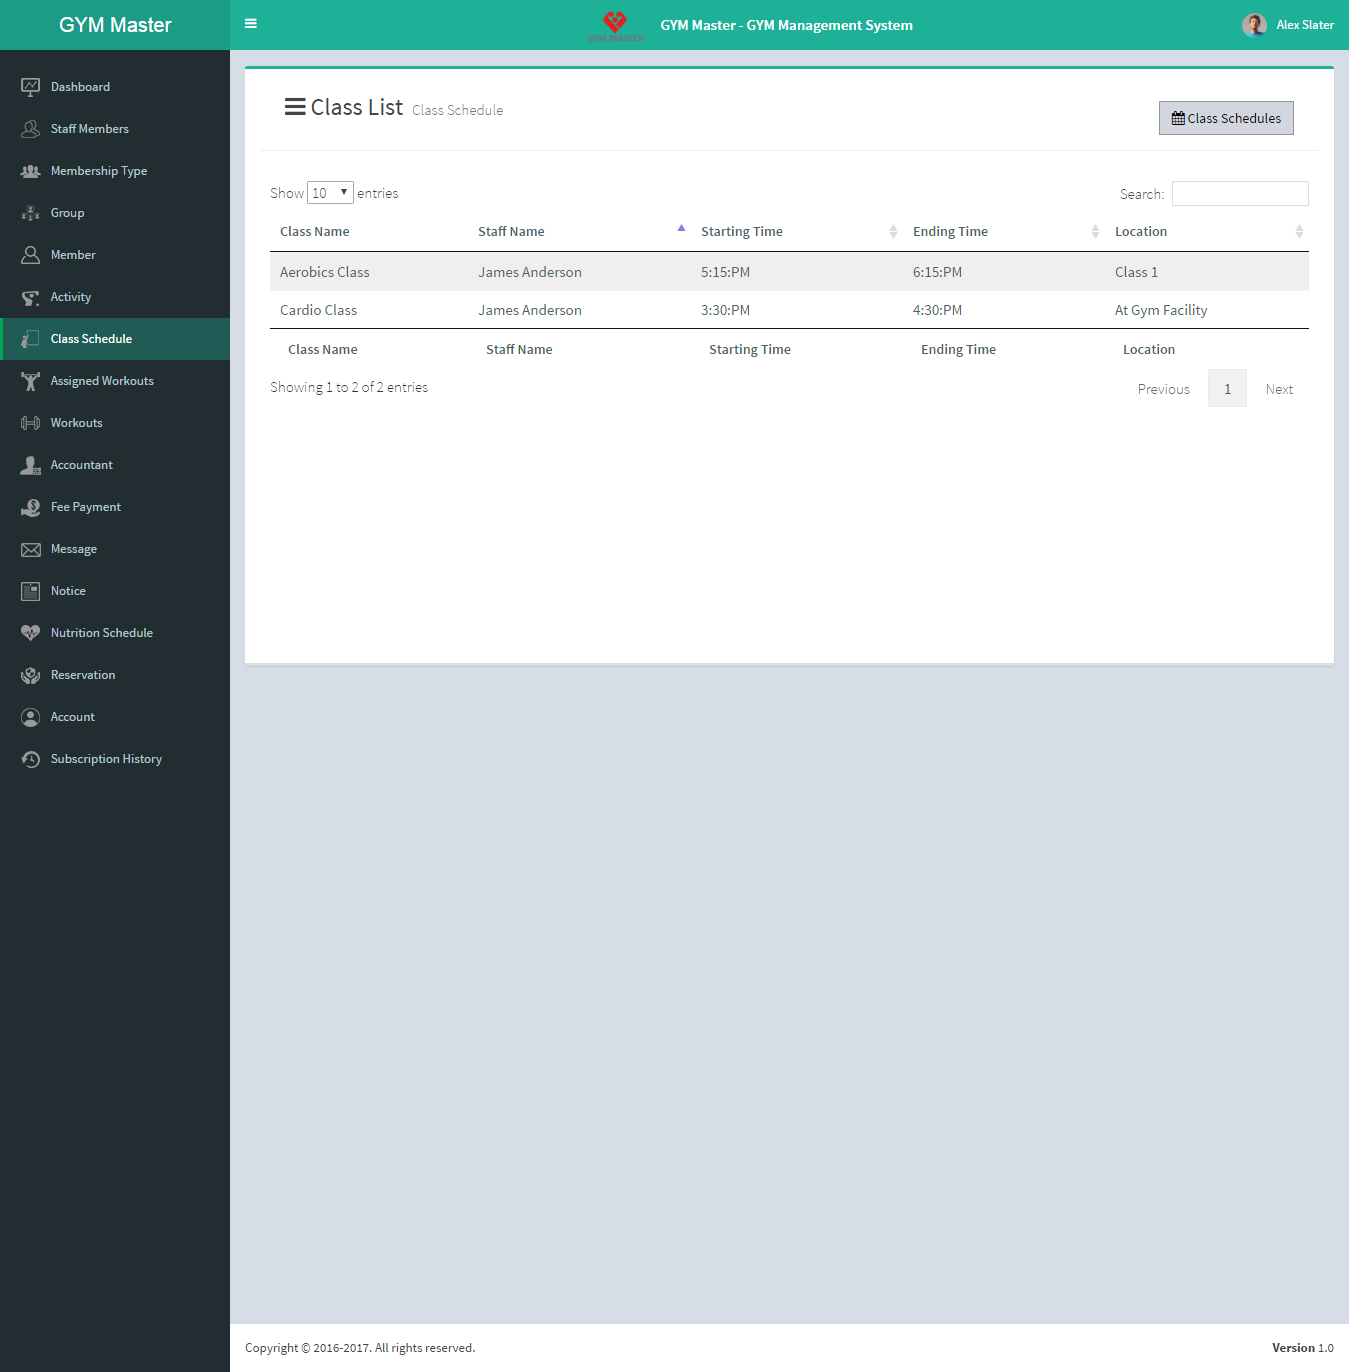 GYM Master
GYM MASTER
GYM Master - GYM Management System
Alex Slater
Dashboard
Staff Members
Membership Type
Group
Member
Activity
Class Schedule
Assigned Workouts
Workouts
Accountant
Fee Payment
Message
Notice
Nutrition Schedule
Reservation
Account
Subscription History
Class List Class Schedule
Class Schedules
Show 10 entries
Search:
Class Name Staff Name Starting Time Ending Time Location
Aerobics Class James Anderson 5:15:PM 6:15:PM Class 1
Cardio Class James Anderson 3:30:PM 4:30:PM At Gym Facility
Class Name Staff Name Starting Time Ending Time Location
Showing 1 to 2 of 2 entries
Previous 1 Next
Copyright © 2016-2017. All rights reserved.
Version 1.0